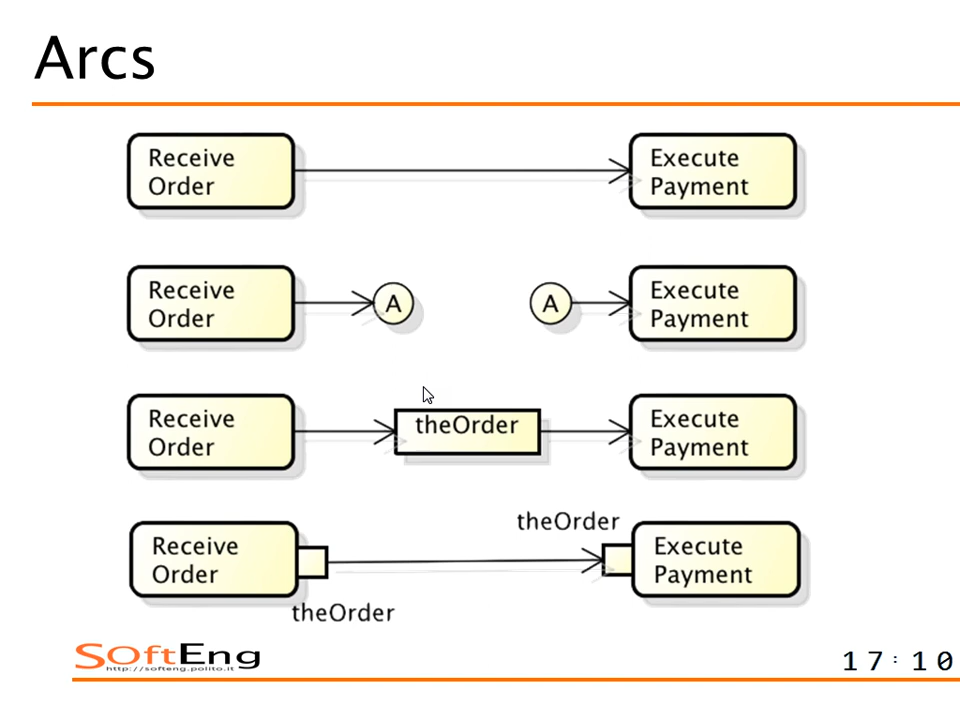 Arcs
Receive
Order
Execute
Payment
Receive
Order
A
A
Execute
Payment
Receive
Order
theOrder
Execute
Payment
theOrder
Receive
Order
Execute
Payment
theOrder
SoftEng
http://softeng.polito.it
17:10